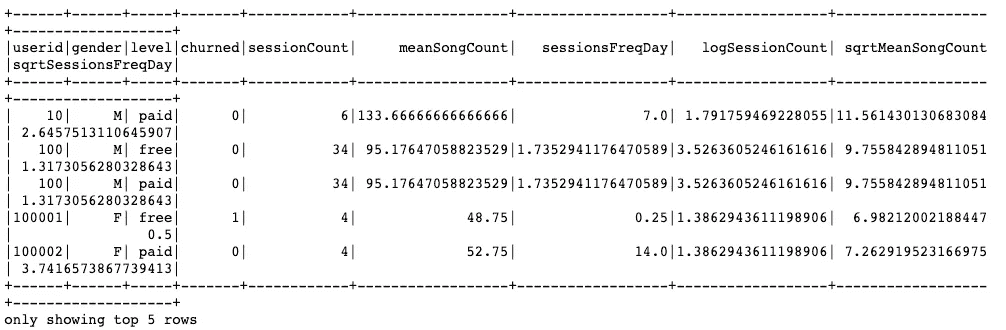 +------+------+-----+-------+------------+------------------+------------------+------------------+-----------------
+-------------------+
|userid|gender|level|churned|sessionCount|     meanSongCount|   sessionsFreqDay|   logSessionCount|sqrtMeanSongCount
|sqrtSessionsFreqDay|
+------+------+-----+-------+------------+------------------+------------------+------------------+-----------------
+-------------------+
|    10|     M| paid|      0|           6|133.66666666666666|               7.0| 1.791759469228055|11.561430130683084
| 2.6457513110645907|
|   100|     M| free|      0|          34| 95.17647058823529|1.7352941176470589|3.5263605246161616| 9.755842894811051
| 1.3173056280328643|
|   100|     M| paid|      0|          34| 95.17647058823529|1.7352941176470589|3.5263605246161616| 9.755842894811051
| 1.3173056280328643|
|100001|     F| free|      1|           4|             48.75|              0.25|1.3862943611198906| 6.98212002188447
|                0.5|
|100002|     F| paid|      0|           4|             52.75|              14.0|1.3862943611198906| 7.262919523166975
| 3.7416573867739413|
+------+------+-----+-------+------------+------------------+------------------+------------------+-----------------
+-------------------+
only showing top 5 rows